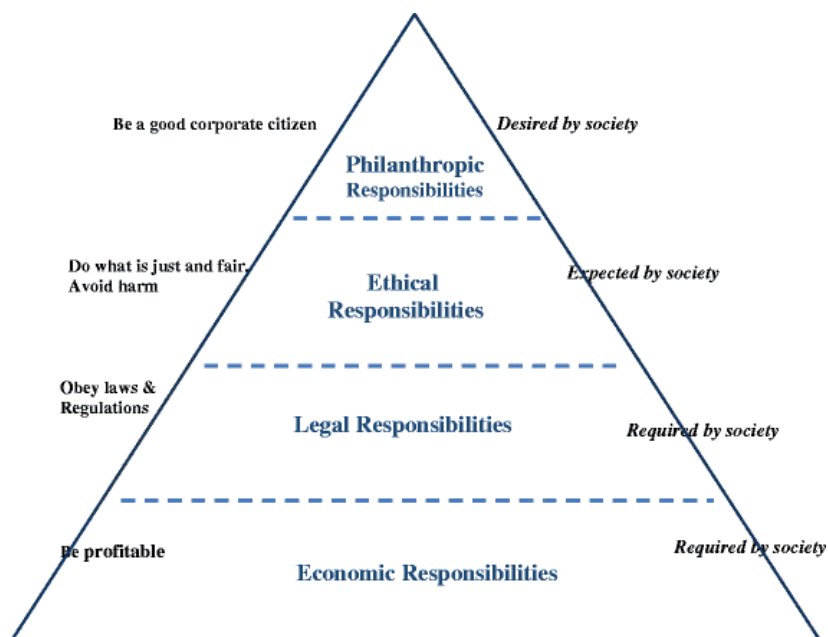 Be a good corporate citizen
Desired by society
Philanthropic
Responsibilities
Do what is just and fair,
Avoid harm
Expected by society
Ethical
Responsibilities
Obey laws &
Regulations
Legal Responsibilities
Required by society
Be profitable
Required by society
Economic Responsibilities